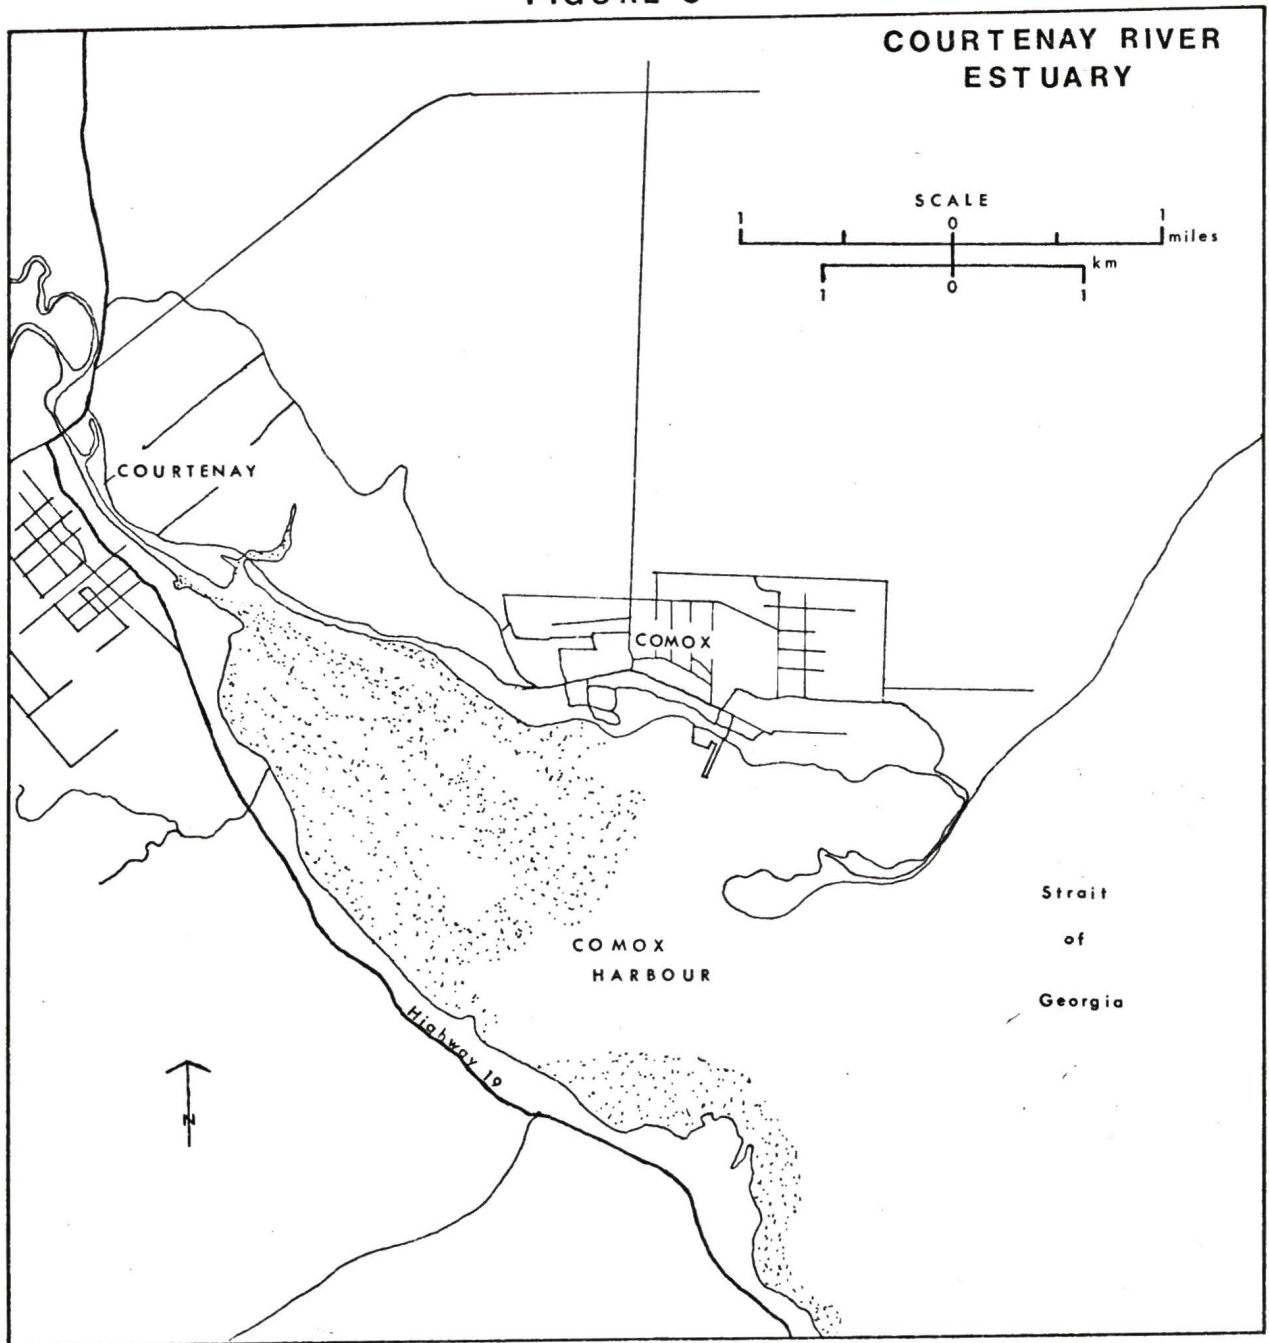 COURTENAY RIVER
ESTUARY
SCALE
1 0 1
miles
km
1 0 1
COURTENAY
COMOX
COMOX
HARBOUR
Strait
of
Georgia
Highway 19
N